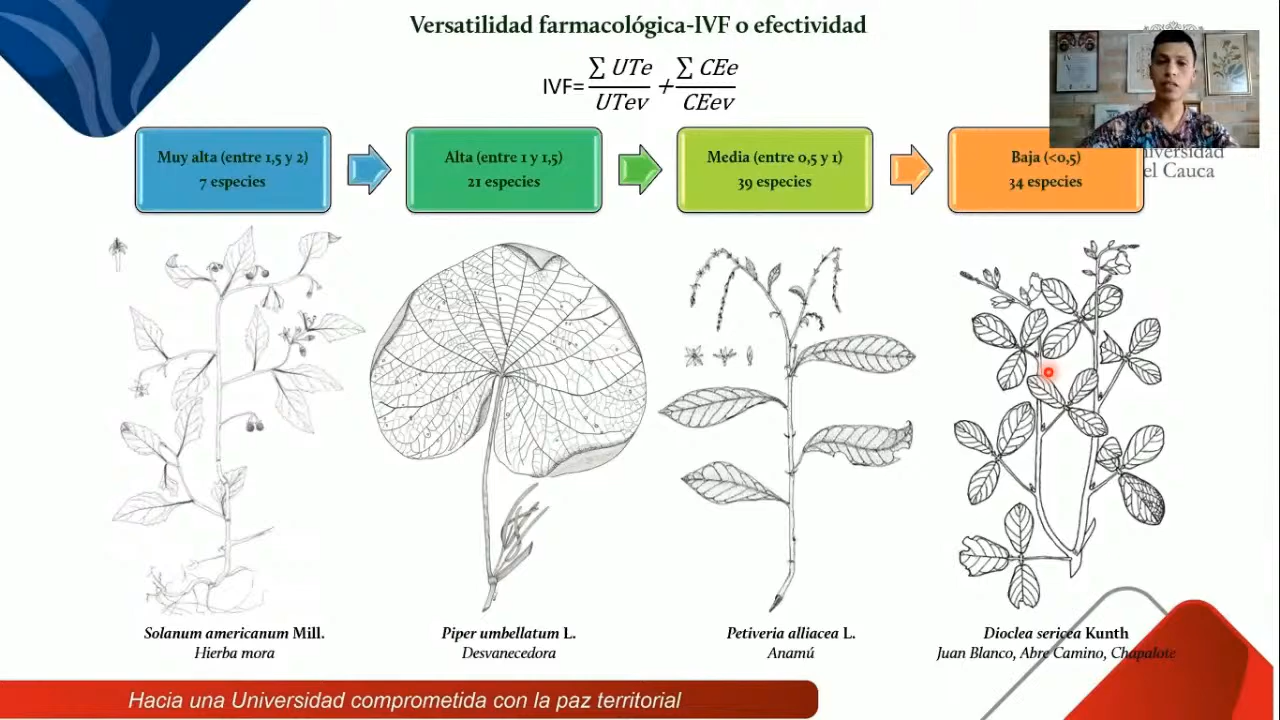 Versatilidad farmacológica-IVF o efectividad
IVF= ∑ UTe / UTev + ∑ CEe / CEev
Muy alta (entre 1,5 y 2)
7 especies
Alta (entre 1 y 1,5)
21 especies
Media (entre 0,5 y 1)
39 especies
Baja (<0,5)
34 especies
niversidad
el Cauca
Solanum americanum Mill.
Hierba mora
Piper umbellatum L.
Desvanecedora
Petiveria alliacea L.
Anamú
Dioclea sericea Kunth
Juan Blanco, Abre Camino, Chapalote
Hacia una Universidad comprometida con la paz territorial